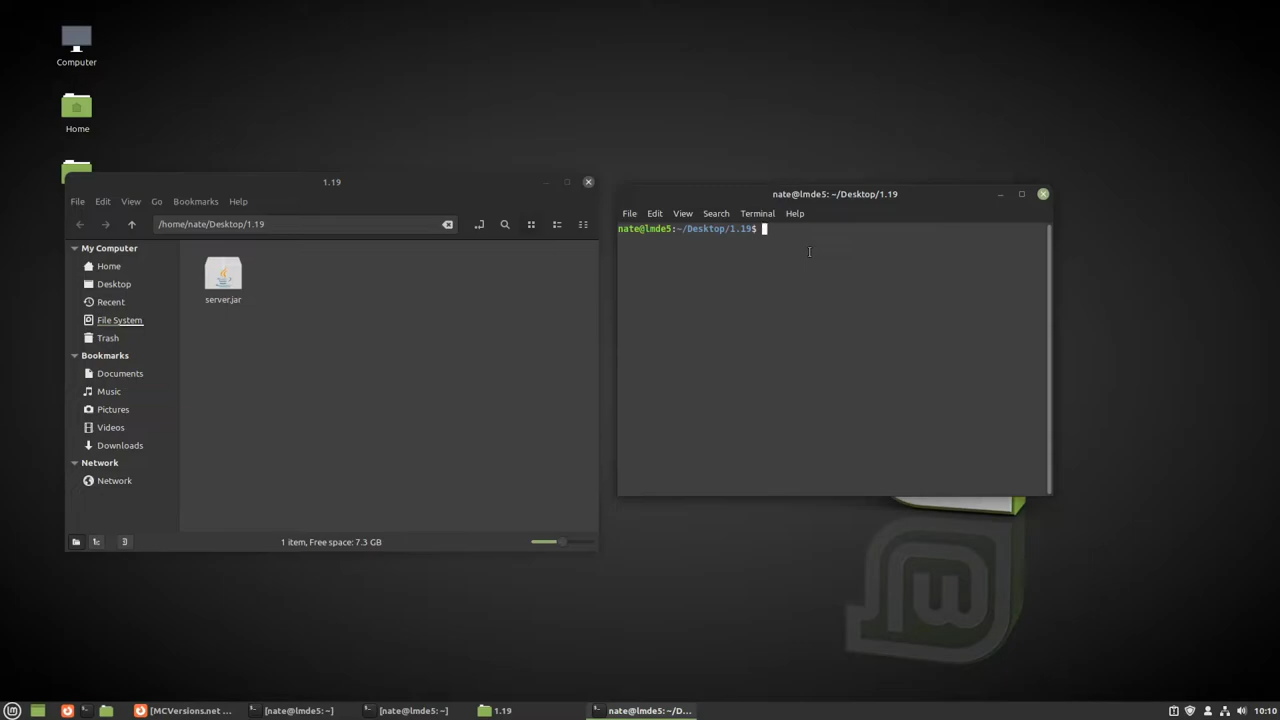 Computer
Home
1.19
File Edit View Go Bookmarks Help
/home/nate/Desktop/1.19
My Computer
Home
Desktop
Recent
File System
Trash
Bookmarks
Documents
Music
Pictures
Videos
Downloads
Network
Network
server.jar
1 item, Free space: 7.3 GB
nate@lmde5: ~/Desktop/1.19
File Edit View Search Terminal Help
nate@lmde5:~/Desktop/1.19$
[MCVersions.net ... [nate@lmde5: ~] [nate@lmde5: ~] 1.19 nate@lmde5: ~/D... 10:10